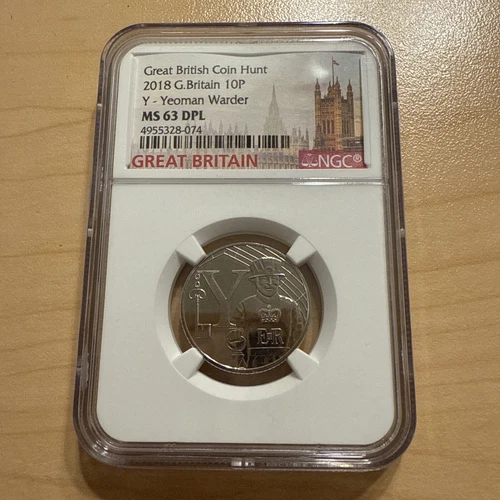 Great British Coin Hunt
2018 G.Britain 10P
Y - Yeoman Warder
MS 63 DPL
4955328-074
GREAT BRITAIN
NGC®
Y
E R